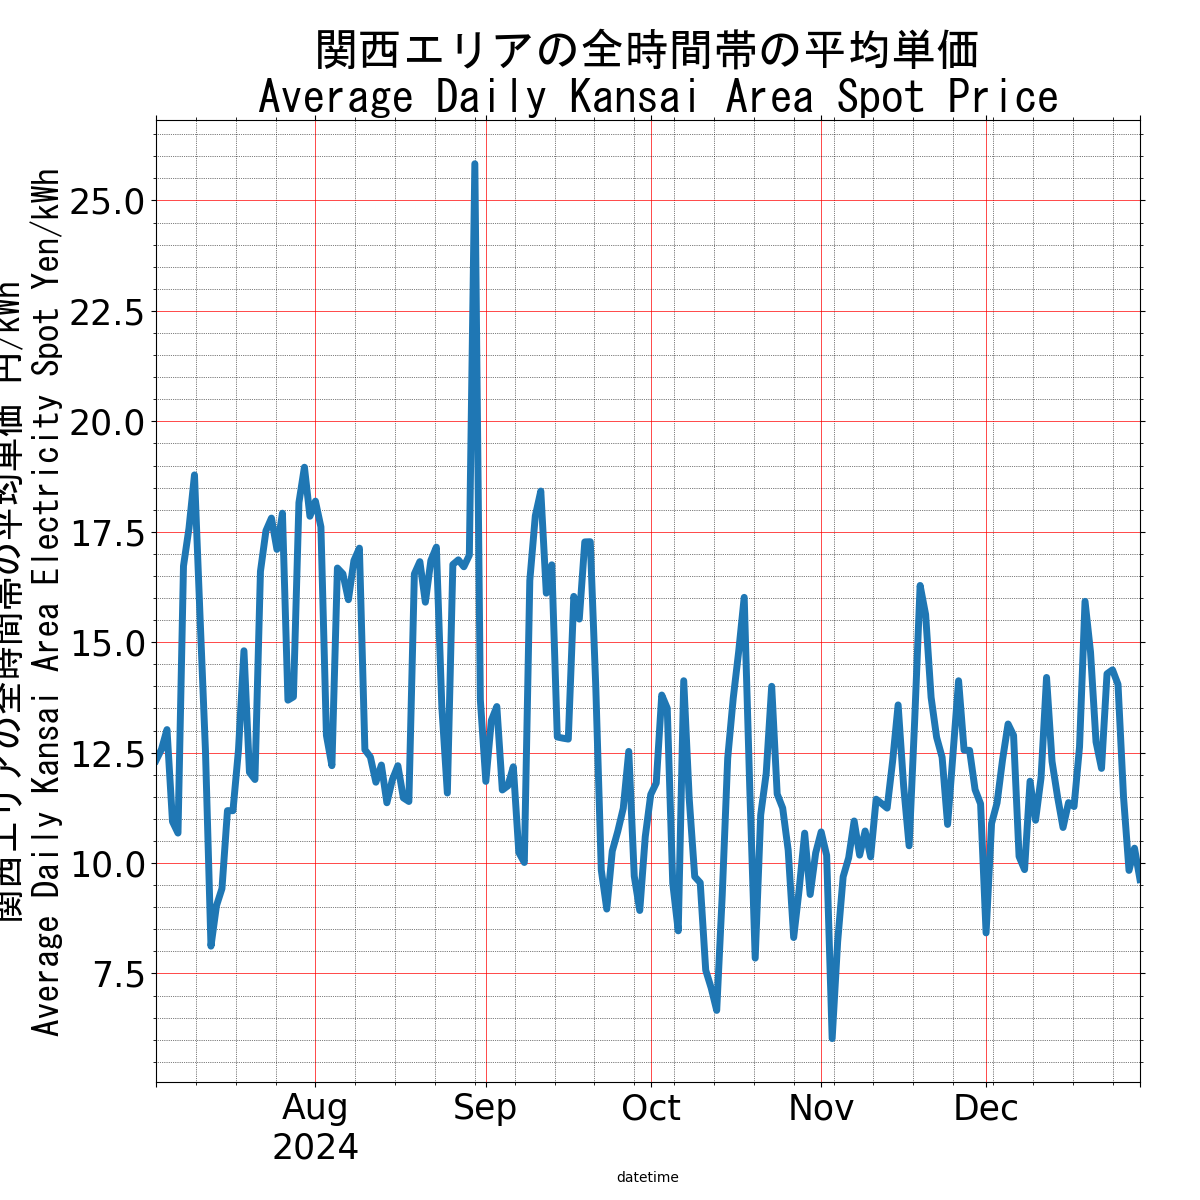 関西エリアの全時間帯の平均単価
Average Daily Kansai Area Spot Price
関西エリアの全時間帯の平均単価 円/kWh
Average Daily Kansai Area Electricity Spot Yen/kWh
25.0
22.5
20.0
17.5
15.0
12.5
10.0
7.5
Aug
2024
Sep
Oct
Nov
Dec
datetime